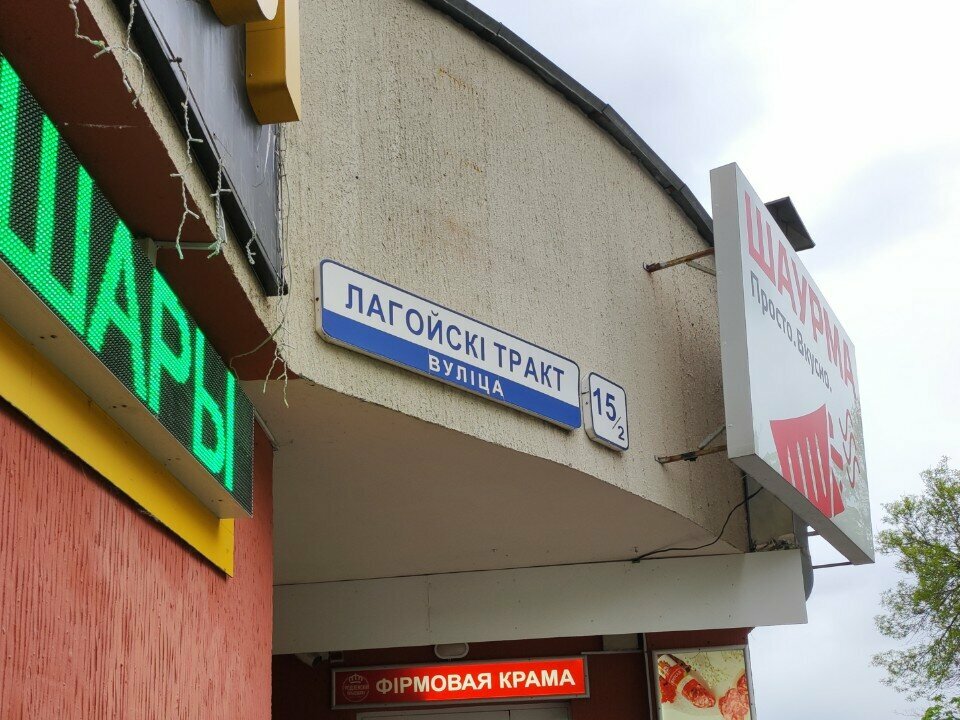 ШАРЫ
ЛАГОЙСКІ ТРАКТ
ВУЛІЦА
15/2
ШАУРМА
Просто.Вкусно.
ФІРМОВАЯ КРАМА